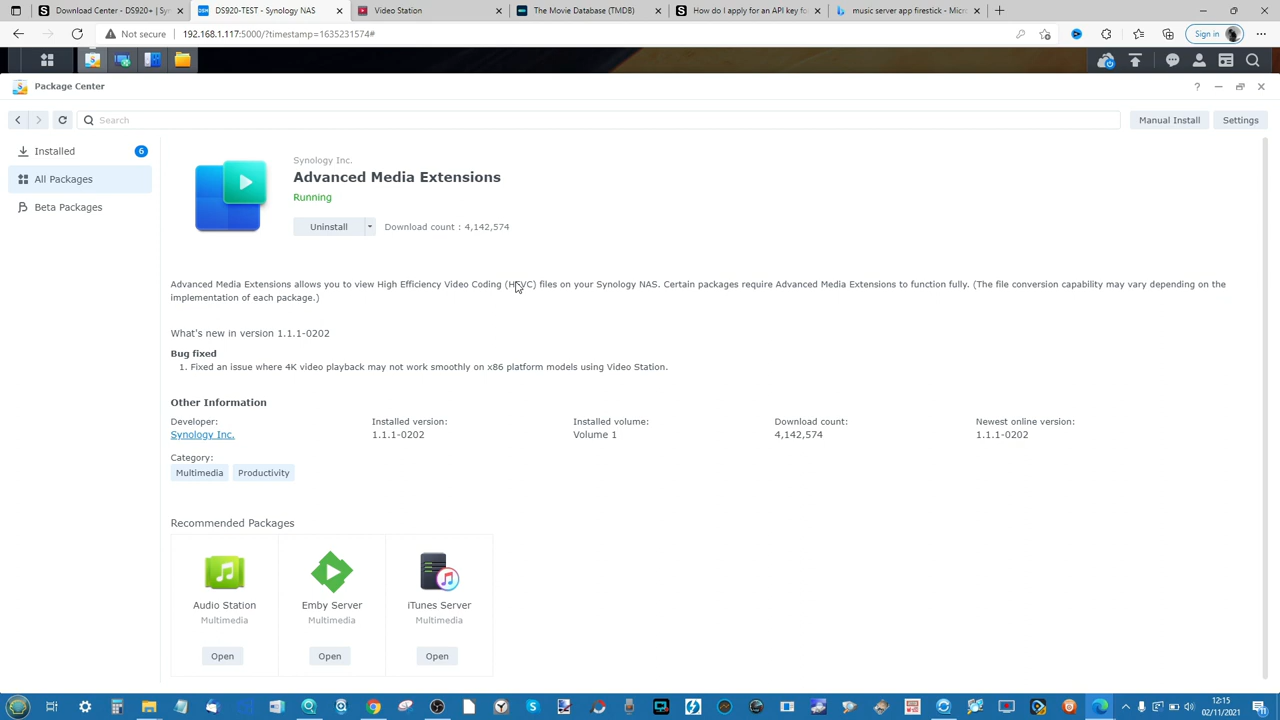 Download Center - DS920+ | Syno
DS920-TEST - Synology NAS
Video Station
The Movie Database (TMDB)
How do I apply for an API key fo
music server app firestick - Micro
Not secure
192.168.1.117:5000/?timestamp=1635231574#
Sign in
Package Center
Search
Manual Install
Settings
Installed
6
All Packages
Beta Packages
Synology Inc.
Advanced Media Extensions
Running
Uninstall
Download count : 4,142,574
Advanced Media Extensions allows you to view High Efficiency Video Coding (HEVC) files on your Synology NAS. Certain packages require Advanced Media Extensions to function fully. (The file conversion capability may vary depending on the
implementation of each package.)
What's new in version 1.1.1-0202
Bug fixed
1. Fixed an issue where 4K video playback may not work smoothly on x86 platform models using Video Station.
Other Information
Developer:
Installed version:
Installed volume:
Download count:
Newest online version:
Synology Inc.
1.1.1-0202
Volume 1
4,142,574
1.1.1-0202
Category:
Multimedia
Productivity
Recommended Packages
Audio Station
Emby Server
iTunes Server
Multimedia
Multimedia
Multimedia
Open
Open
Open
12:15
02/11/2021